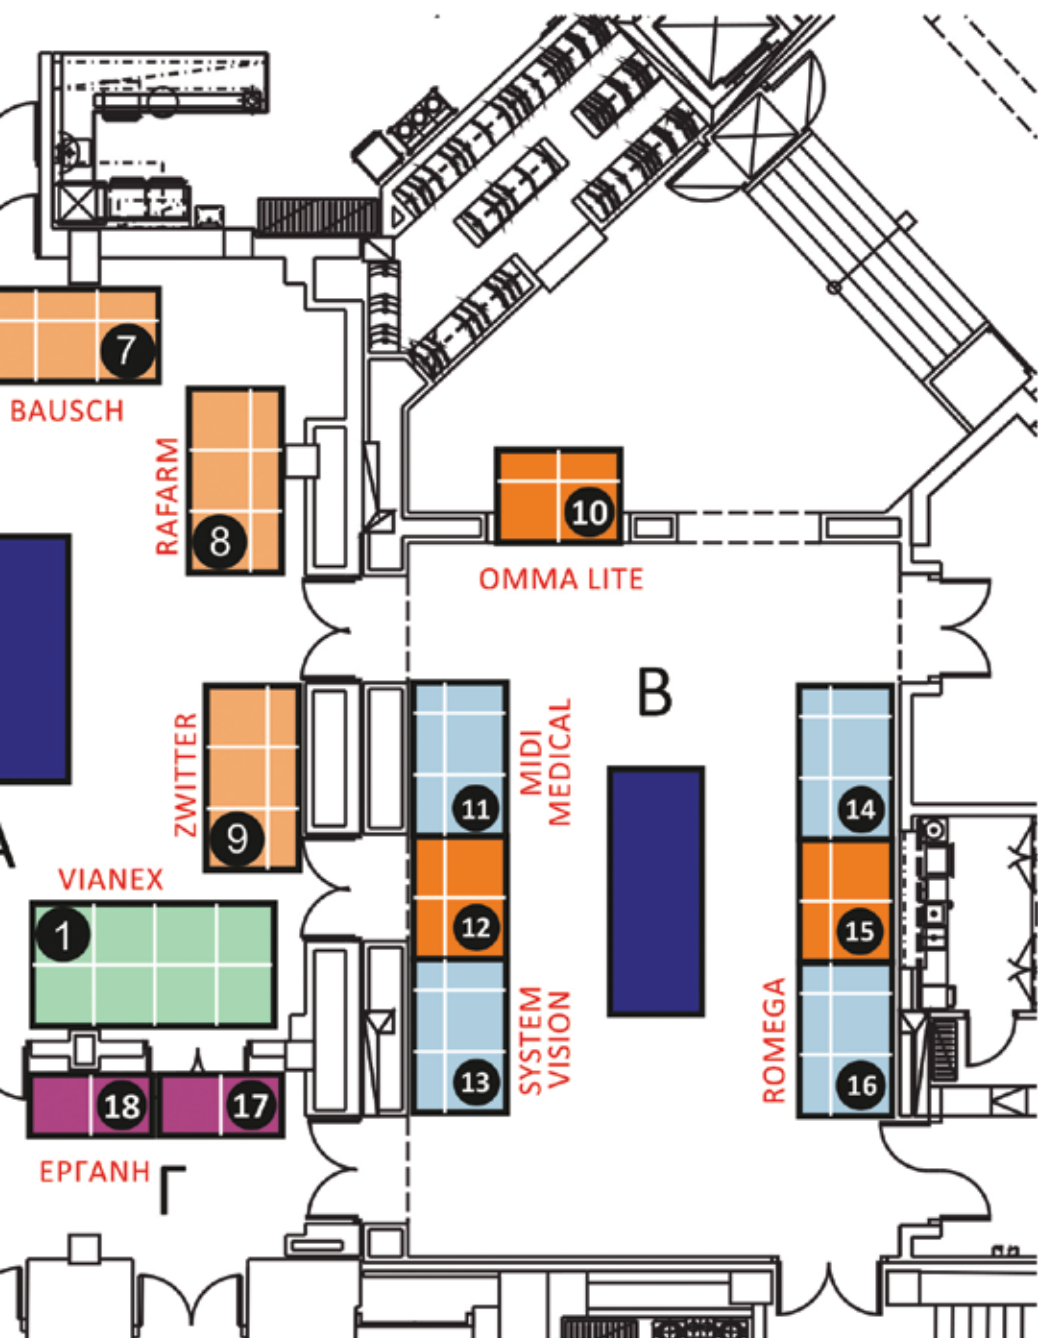 7
BAUSCH
RAFARM
8
10
OMMA LITE
B
ZWITTER
9
MIDI
MEDICAL
11
14
A
VIANEX
1
12
15
SYSTEM
VISION
13
ROMEGA
16
18
17
ΕΡΓΑΝΗ
Γ